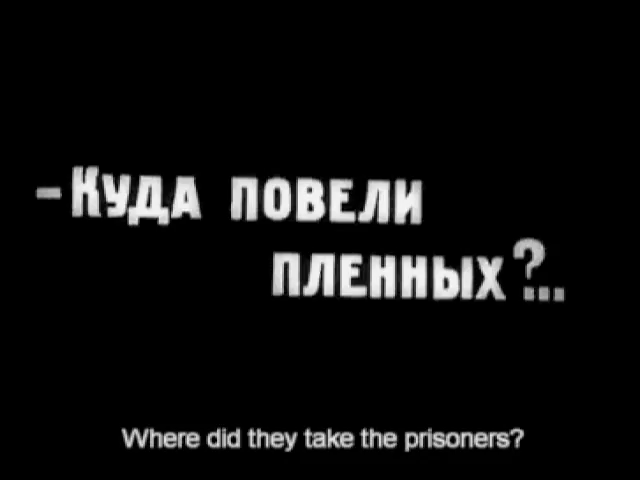 -Куда повели
пленных?..
Where did they take the prisoners?